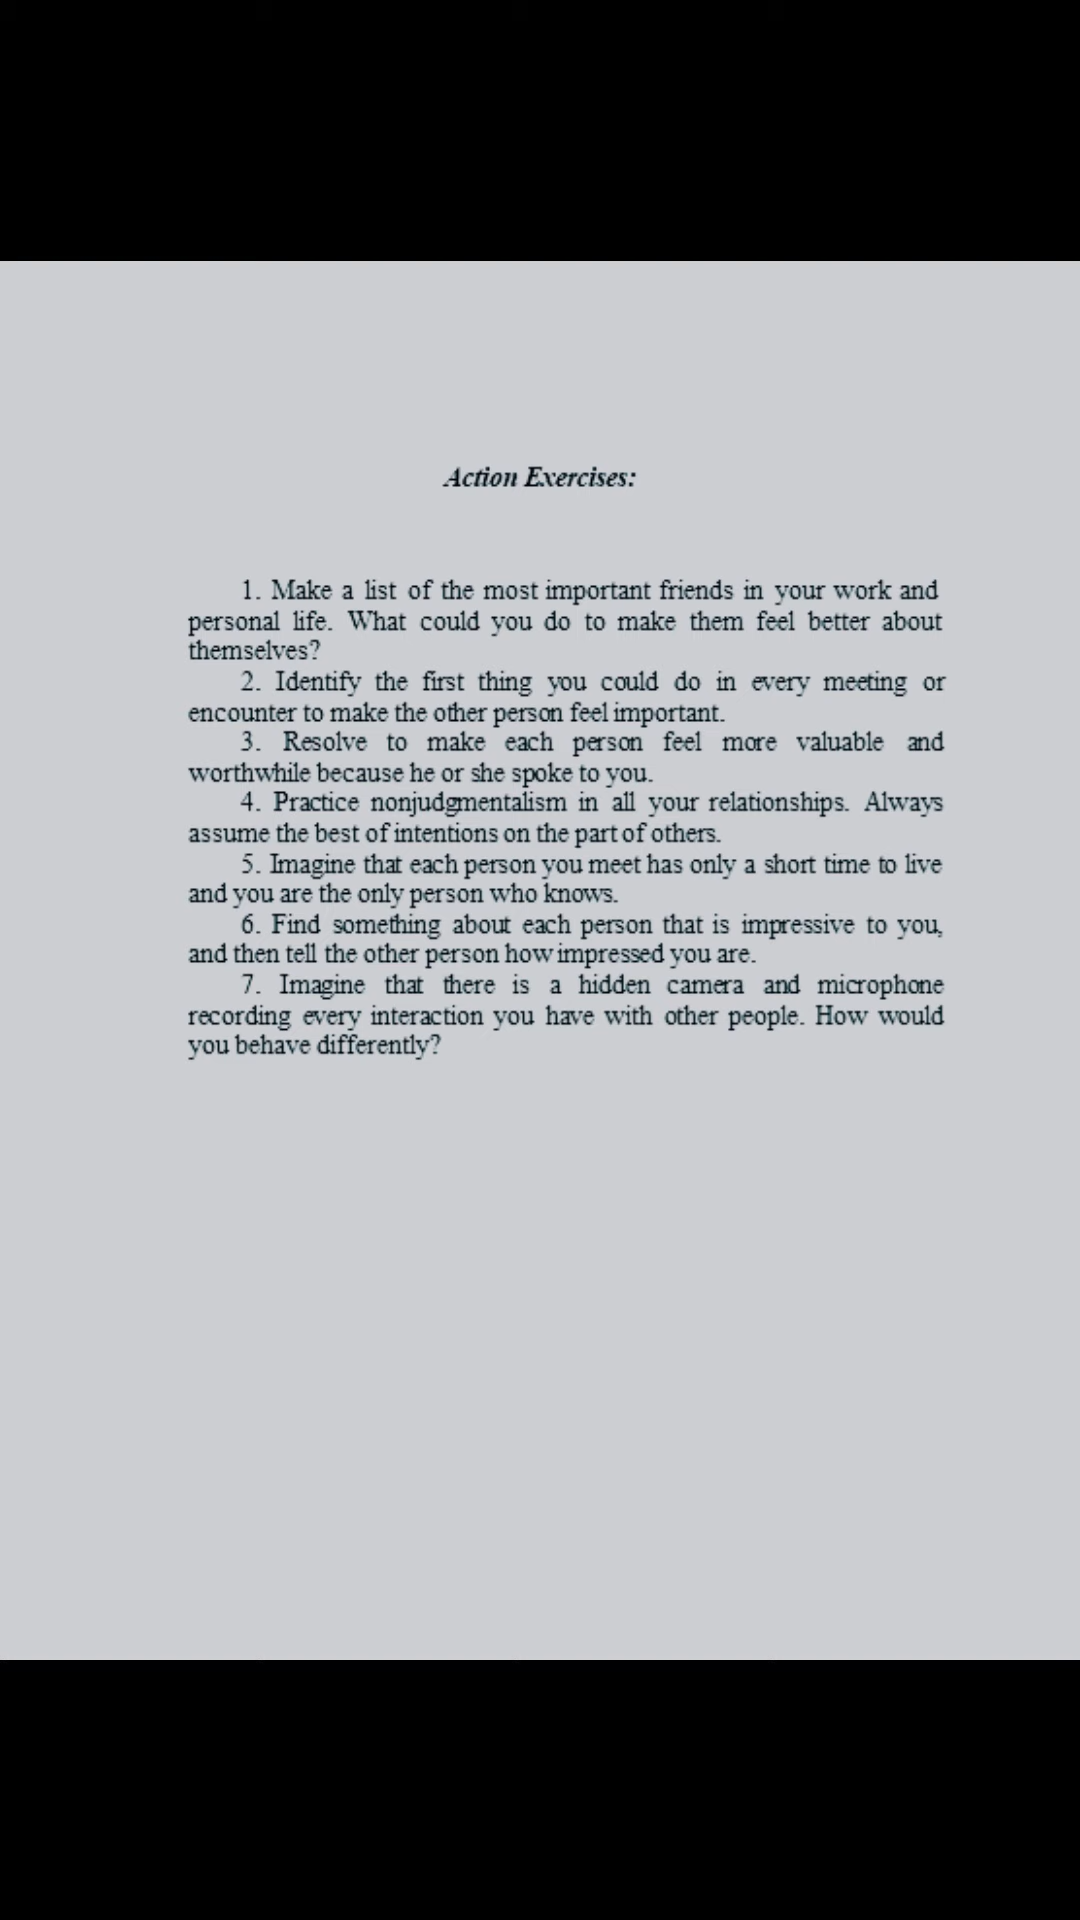 Action Exercises:
1. Make a list of the most important friends in your work and
personal life. What could you do to make them feel better about
themselves?
2. Identify the first thing you could do in every meeting or
encounter to make the other person feel important.
3. Resolve to make each person feel more valuable and
worthwhile because he or she spoke to you.
4. Practice nonjudgmentalism in all your relationships. Always
assume the best of intentions on the part of others.
5. Imagine that each person you meet has only a short time to live
and you are the only person who knows.
6. Find something about each person that is impressive to you,
and then tell the other person how impressed you are.
7. Imagine that there is a hidden camera and microphone
recording every interaction you have with other people. How would
you behave differently?